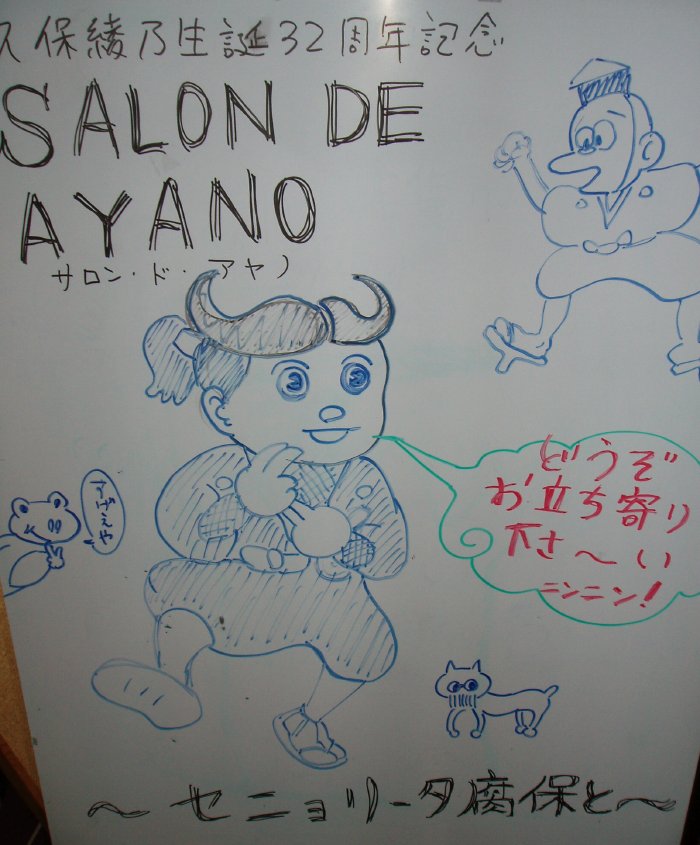 久保綾乃生誕32周年記念
SALON DE
AYANO
サロン・ド・アヤノ
どうぞ
お立ち寄り
下さ〜い
ニンニン!
すげえや
〜セニョリータ腐保と〜